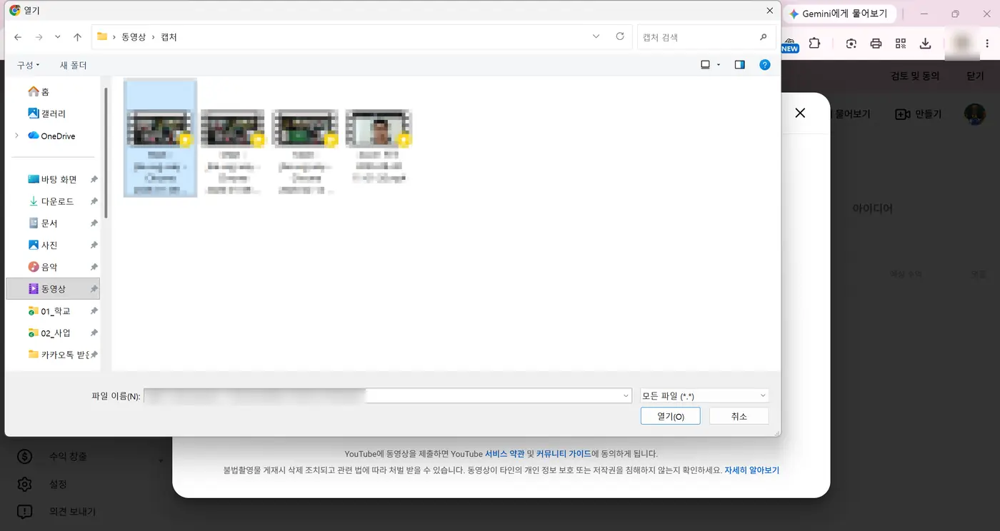 열기
Gemini에게 물어보기
동영상 > 캡처
캡처 검색
NEW
구성
새 폴더
검토 및 동의
닫기
홈
갤러리
OneDrive
물어보기
만들기
바탕 화면
다운로드
문서
사진
음악
동영상
01_학교
02_사업
카카오톡 받은
아이디어
예상 수익
댓글
파일 이름(N):
모든 파일 (*.*)
열기(O)
취소
YouTube에 동영상을 제출하면 YouTube 서비스 약관 및 커뮤니티 가이드에 동의하게 됩니다.
불법촬영물 게재시 삭제 조치되고 관련 법에 따라 처벌 받을 수 있습니다. 동영상이 타인의 개인 정보 보호 또는 저작권을 침해하지 않는지 확인하세요. 자세히 알아보기
수익 창출
설정
의견 보내기